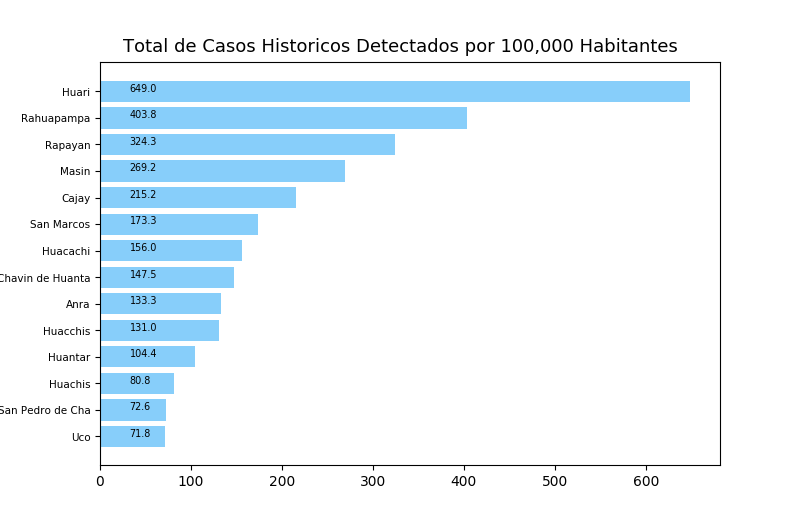 Total de Casos Historicos Detectados por 100,000 Habitantes
Huari 649.0
Rahuapampa 403.8
Rapayan 324.3
Masin 269.2
Cajay 215.2
San Marcos 173.3
Huacachi 156.0
Chavin de Huanta 147.5
Anra 133.3
Huacchis 131.0
Huantar 104.4
Huachis 80.8
San Pedro de Cha 72.6
Uco 71.8
0 100 200 300 400 500 600